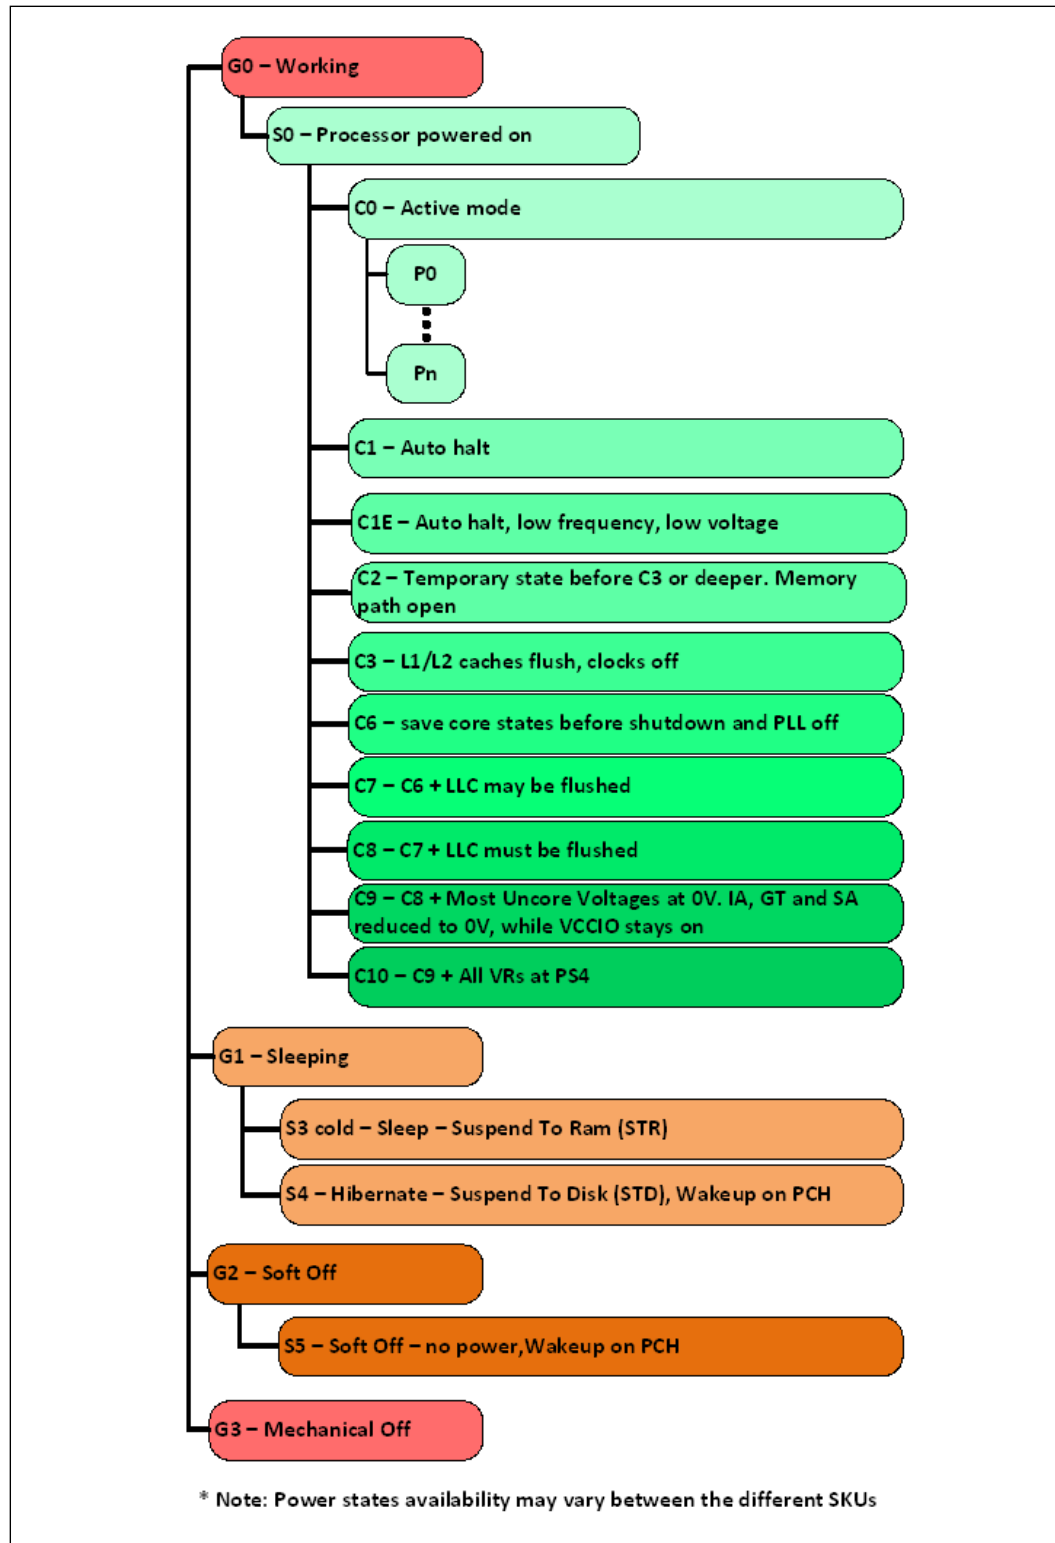 G0 – Working
S0 – Processor powered on
C0 – Active mode
P0
Pn
C1 – Auto halt
C1E – Auto halt, low frequency, low voltage
C2 – Temporary state before C3 or deeper. Memory
path open
C3 – L1/L2 caches flush, clocks off
C6 – save core states before shutdown and PLL off
C7 – C6 + LLC may be flushed
C8 – C7 + LLC must be flushed
C9 – C8 + Most Uncore Voltages at 0V. IA, GT and SA
reduced to 0V, while VCCIO stays on
C10 – C9 + All VRs at PS4
G1 – Sleeping
S3 cold – Sleep – Suspend To Ram (STR)
S4 – Hibernate – Suspend To Disk (STD), Wakeup on PCH
G2 – Soft Off
S5 – Soft Off – no power,Wakeup on PCH
G3 – Mechanical Off
* Note: Power states availability may vary between the different SKUs